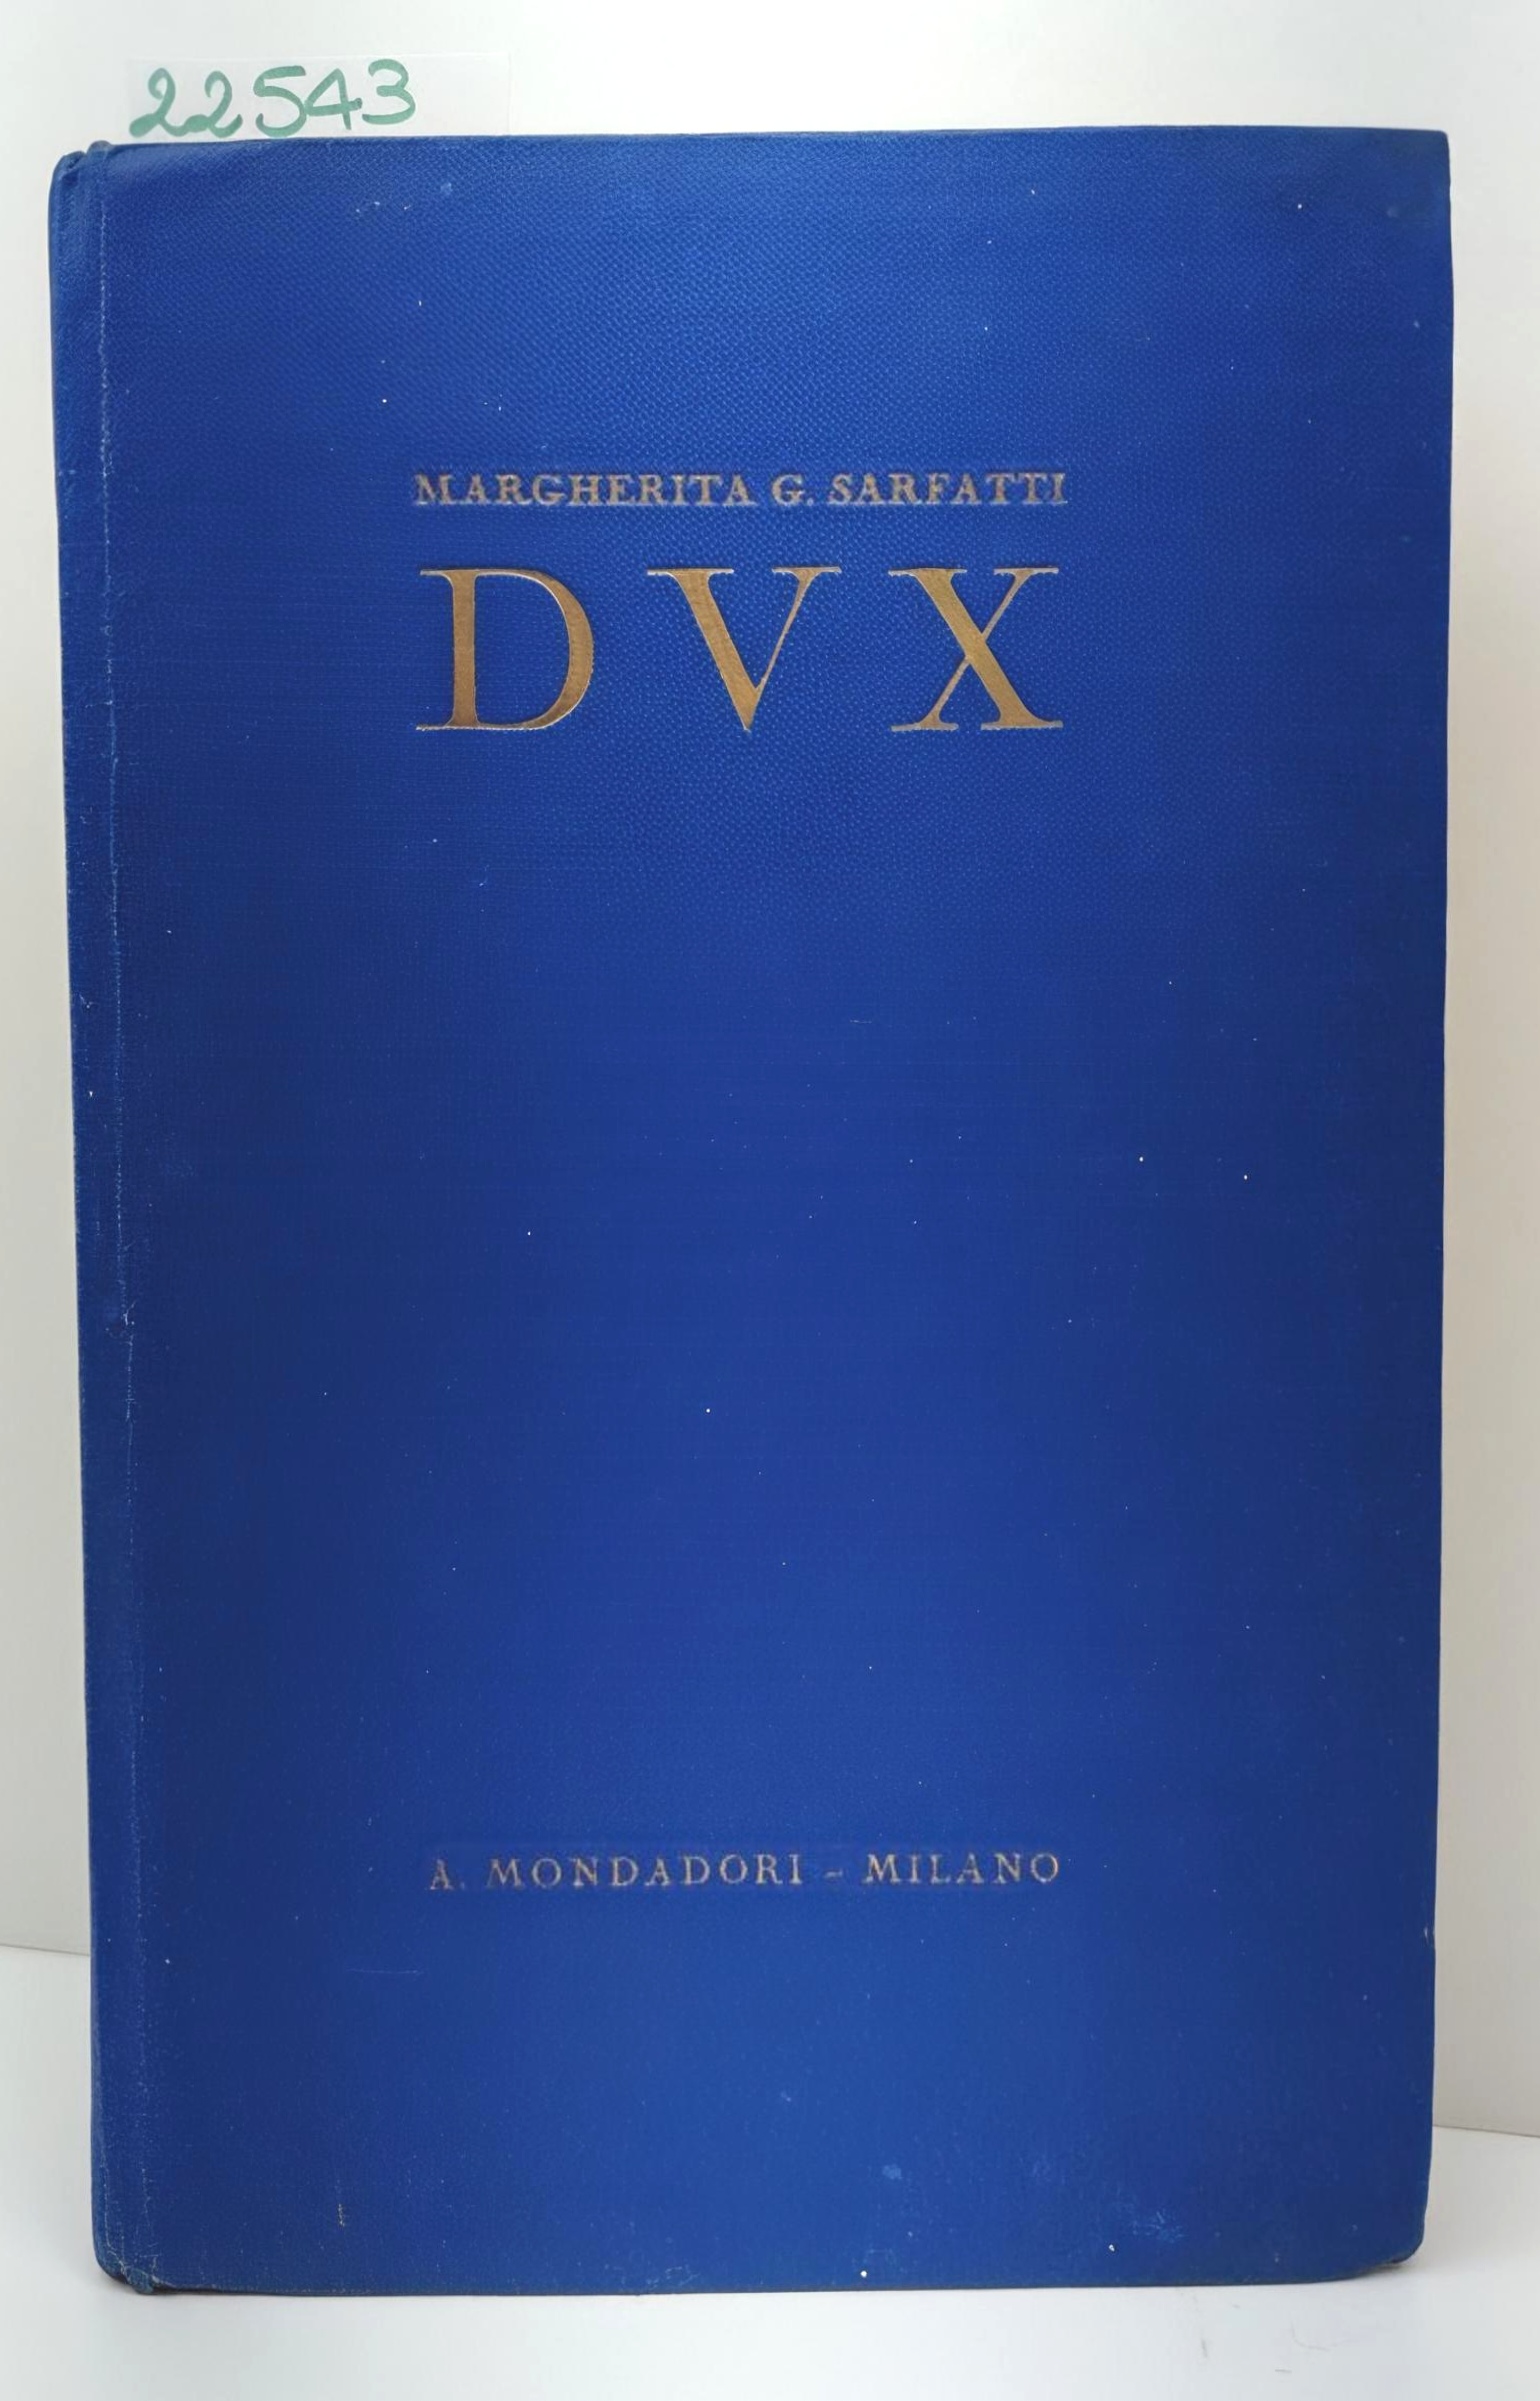 22543
MARGHERITA G. SARFATTI
DVX
A. MONDADORI - MILANO